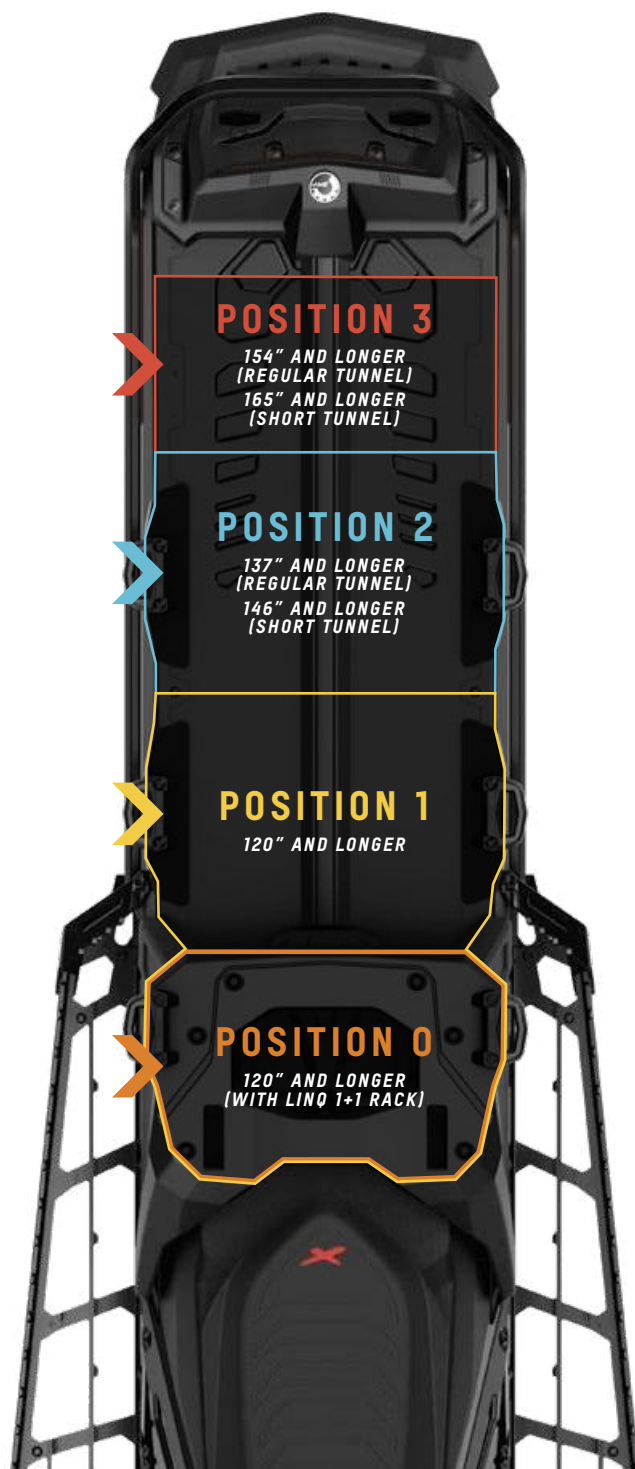 POSITION 3
154" AND LONGER
(REGULAR TUNNEL)
165" AND LONGER
(SHORT TUNNEL)
POSITION 2
137" AND LONGER
(REGULAR TUNNEL)
146" AND LONGER
(SHORT TUNNEL)
POSITION 1
120" AND LONGER
POSITION 0
120" AND LONGER
(WITH LINQ 1+1 RACK)
X